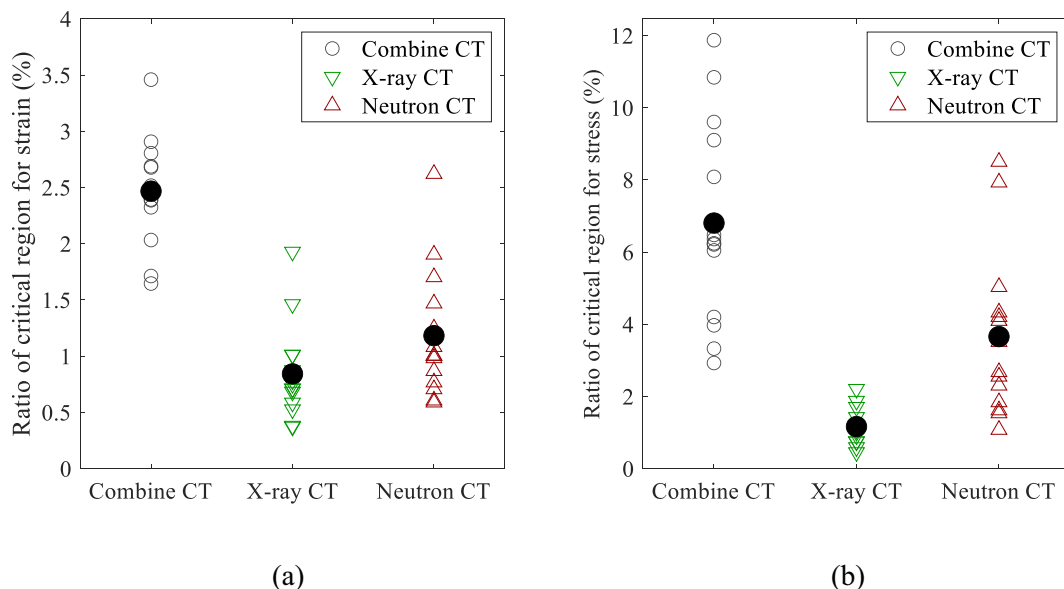 Ratio of critical region for strain (%)
4
3.5
3
2.5
2
1.5
1
0.5
0
Combine CT
X-ray CT
Neutron CT
Combine CT
X-ray CT
Neutron CT
(a)
Ratio of critical region for stress (%)
12
10
8
6
4
2
0
Combine CT
X-ray CT
Neutron CT
Combine CT
X-ray CT
Neutron CT
(b)